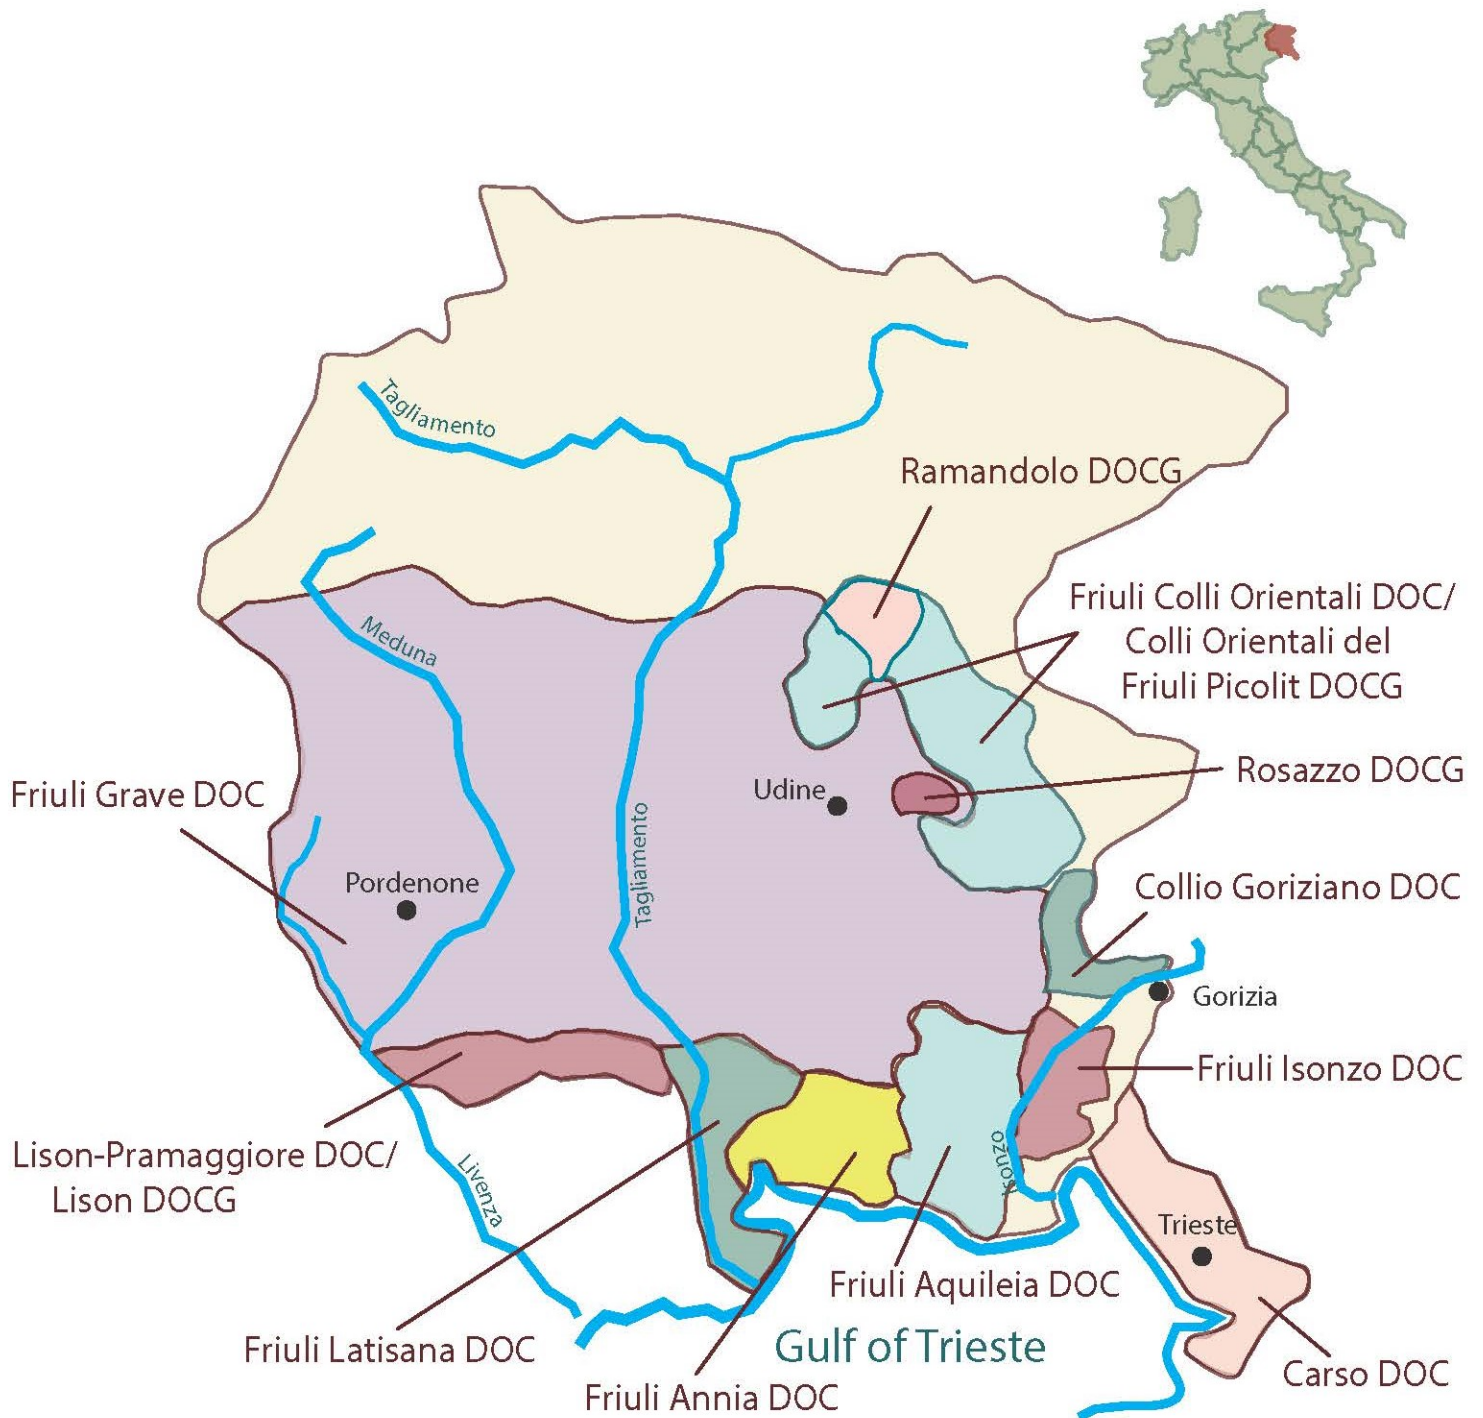 Tagliamento
Ramandolo DOCG
Friuli Colli Orientali DOC/
Colli Orientali del
Friuli Picolit DOCG
Meduna
Rosazzo DOCG
Udine
Friuli Grave DOC
Tagliamento
Pordenone
Collio Goriziano DOC
Gorizia
Friuli Isonzo DOC
Isonzo
Lison-Pramaggiore DOC/
Lison DOCG
Livenza
Trieste
Friuli Aquileia DOC
Friuli Latisana DOC
Gulf of Trieste
Carso DOC
Friuli Annia DOC